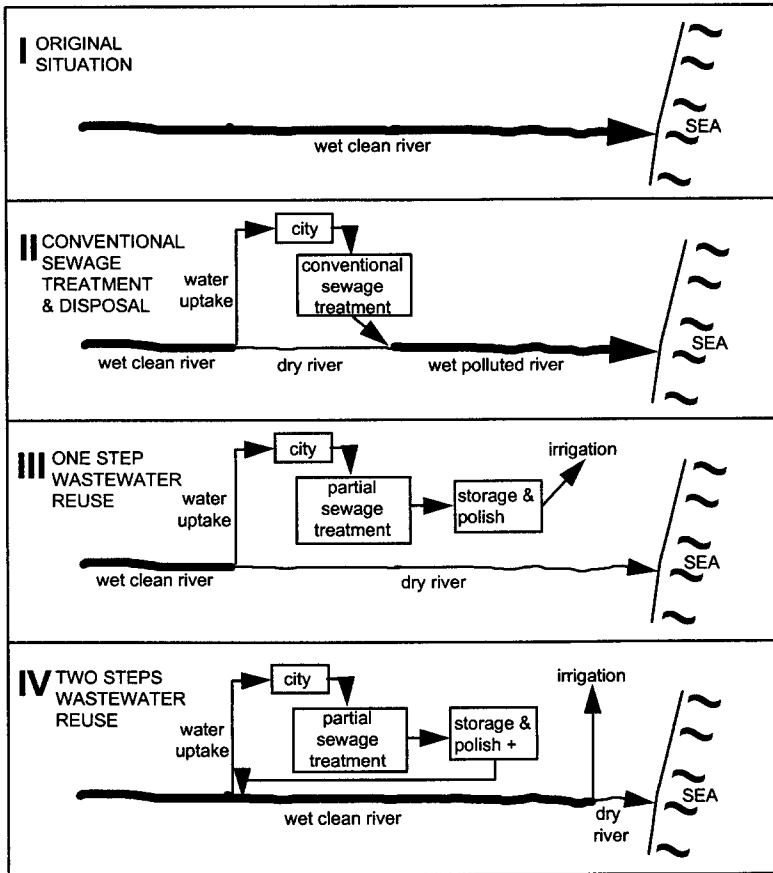 I ORIGINAL
SITUATION
SEA
wet clean river
II CONVENTIONAL
SEWAGE
TREATMENT
& DISPOSAL
city
conventional
sewage
treatment
water
uptake
SEA
wet clean river
dry river
wet polluted river
III ONE STEP
WASTEWATER
REUSE
city
irrigation
partial
sewage
treatment
storage &
polish
water
uptake
SEA
wet clean river
dry river
IV TWO STEPS
WASTEWATER
REUSE
city
irrigation
partial
sewage
treatment
storage &
polish +
water
uptake
SEA
wet clean river
dry
river